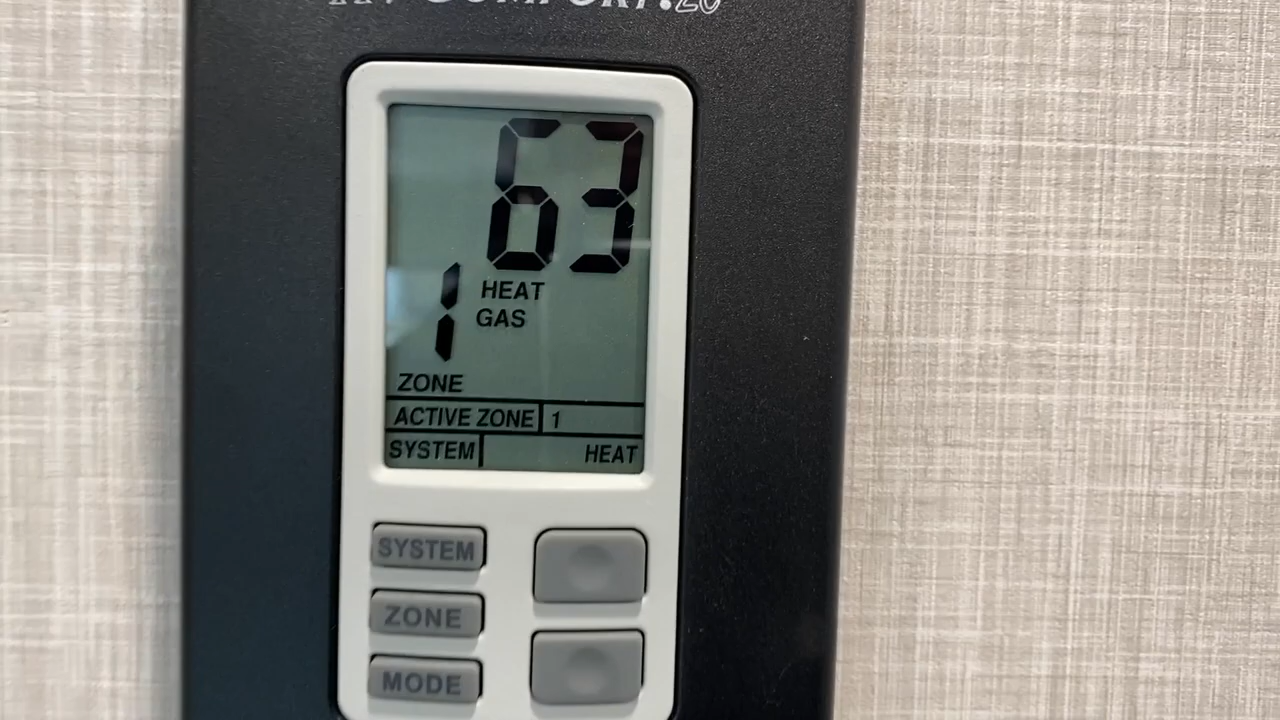 63
HEAT
1 GAS
ZONE
ACTIVE ZONE 1
SYSTEM HEAT
SYSTEM
ZONE
MODE